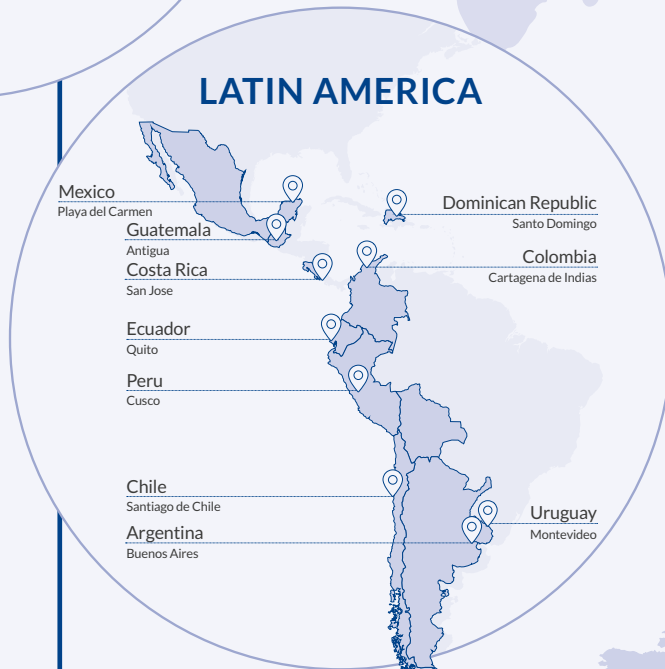 LATIN AMERICA
Mexico
Playa del Carmen
Guatemala
Antigua
Costa Rica
San Jose
Ecuador
Quito
Peru
Cusco
Chile
Santiago de Chile
Argentina
Buenos Aires
Dominican Republic
Santo Domingo
Colombia
Cartagena de Indias
Uruguay
Montevideo